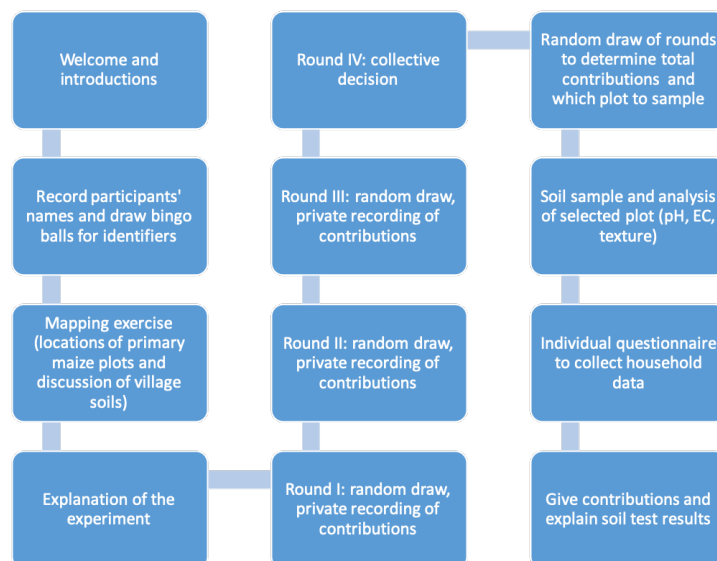 Welcome and
introductions
Record participants'
names and draw bingo
balls for identifiers
Mapping exercise
(locations of primary
maize plots and
discussion of village
soils)
Explanation of the
experiment
Round I: random draw,
private recording of
contributions
Round II: random draw,
private recording of
contributions
Round III: random draw,
private recording of
contributions
Round IV: collective
decision
Random draw of rounds
to determine total
contributions and
which plot to sample
Soil sample and analysis
of selected plot (pH, EC,
texture)
Individual questionnaire
to collect household
data
Give contributions and
explain soil test results